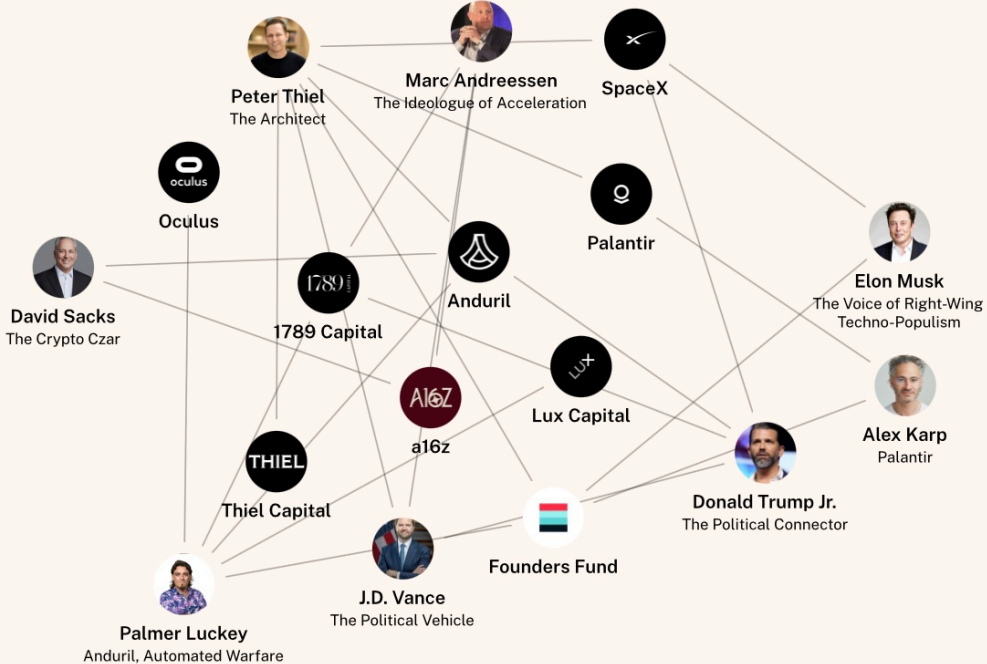 Marc Andreessen
The Ideologue of Acceleration
SpaceX
Peter Thiel
The Architect
oculus
Oculus
Palantir
David Sacks
The Crypto Czar
1789
1789 Capital
Anduril
Elon Musk
The Voice of Right-Wing
Techno-Populism
LUX
Lux Capital
A16Z
a16z
Alex Karp
Palantir
THIEL
Thiel Capital
Donald Trump Jr.
The Political Connector
Founders Fund
J.D. Vance
The Political Vehicle
Palmer Luckey
Anduril, Automated Warfare